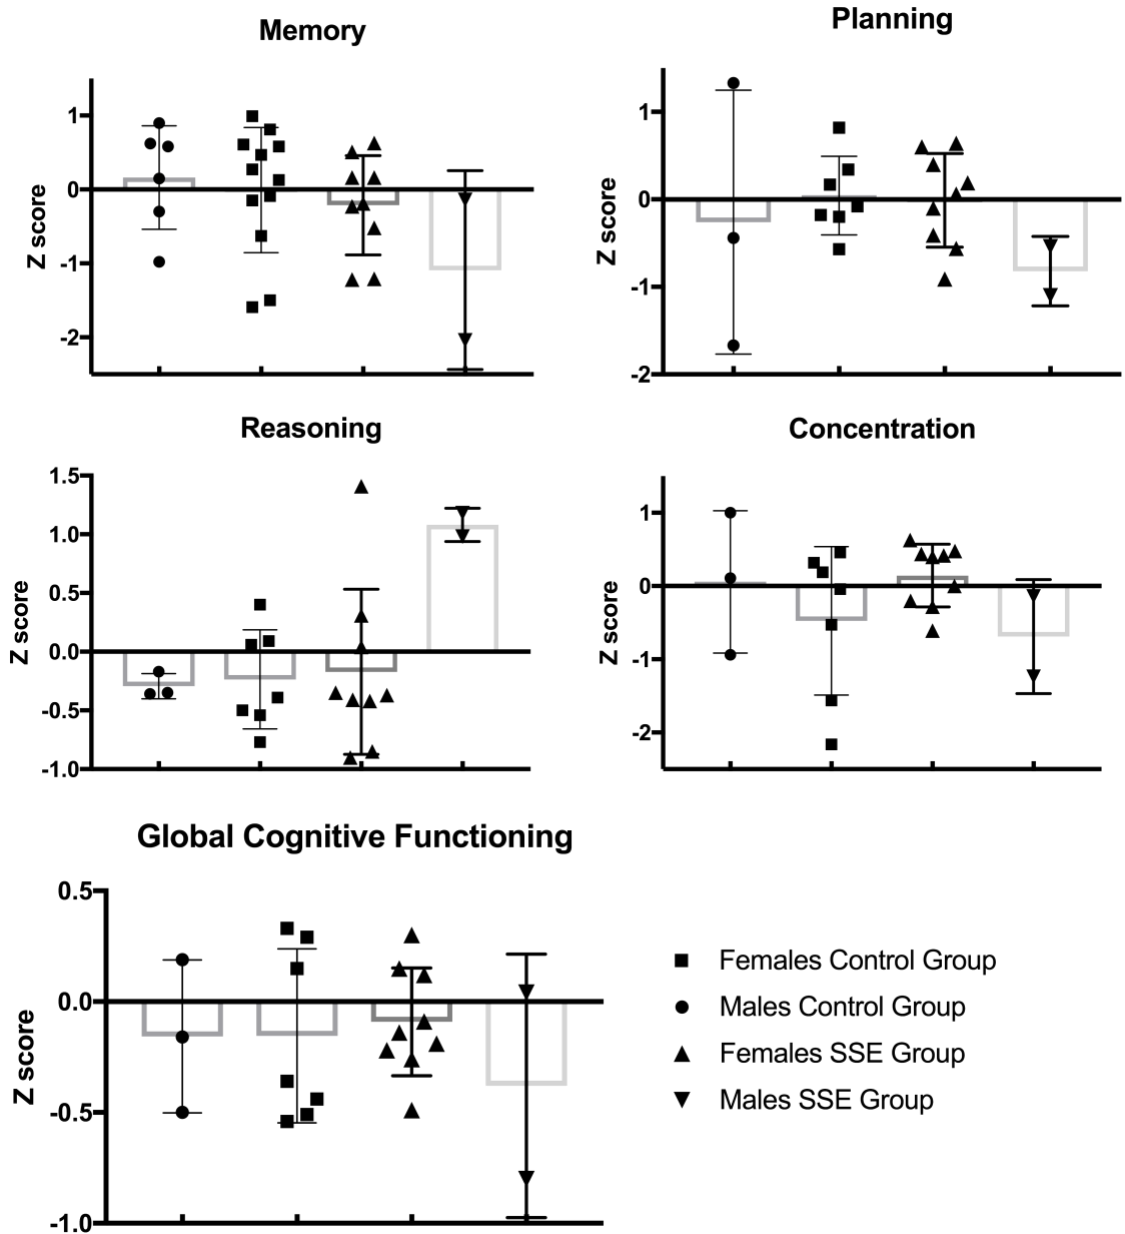 Memory
Z score
1
0
-1
-2
Planning
Z score
1
0
-1
-2
Reasoning
Z score
1.5
1.0
0.5
0.0
-0.5
-1.0
Concentration
Z score
1
0
-1
-2
Global Cognitive Functioning
Z score
0.5
0.0
-0.5
-1.0
Females Control Group
Males Control Group
Females SSE Group
Males SSE Group